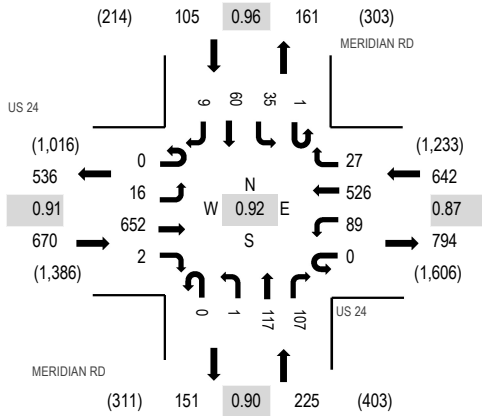 (214) 105 0.96 161 (303)
MERIDIAN RD
US 24
9 60 35 1
(1,016) (1,233)
0 27
536 642
16 N 526
0.91 W 0.92 E 0.87
652 S 89
670 794
2 0
(1,386) (1,606)
0 1 117 107
US 24
MERIDIAN RD
(311) 151 0.90 225 (403)